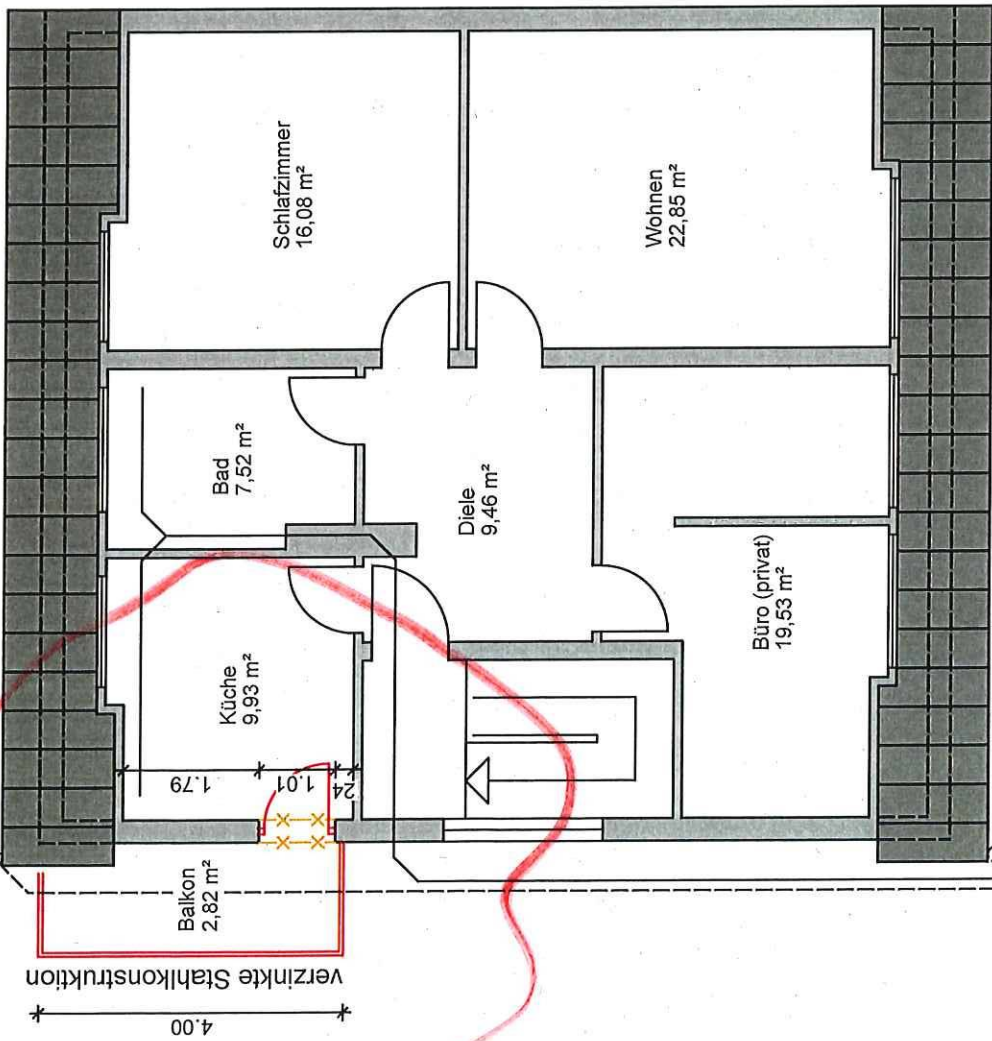 Schlafzimmer
16,08 m²
Wohnen
22,85 m²
Bad
7,52 m²
Diele
9,46 m²
Küche
9,93 m²
Büro (privat)
19,53 m²
1.79
1.01
24
Balkon
2,82 m²
verzinkte Stahlkonstruktion
4.00